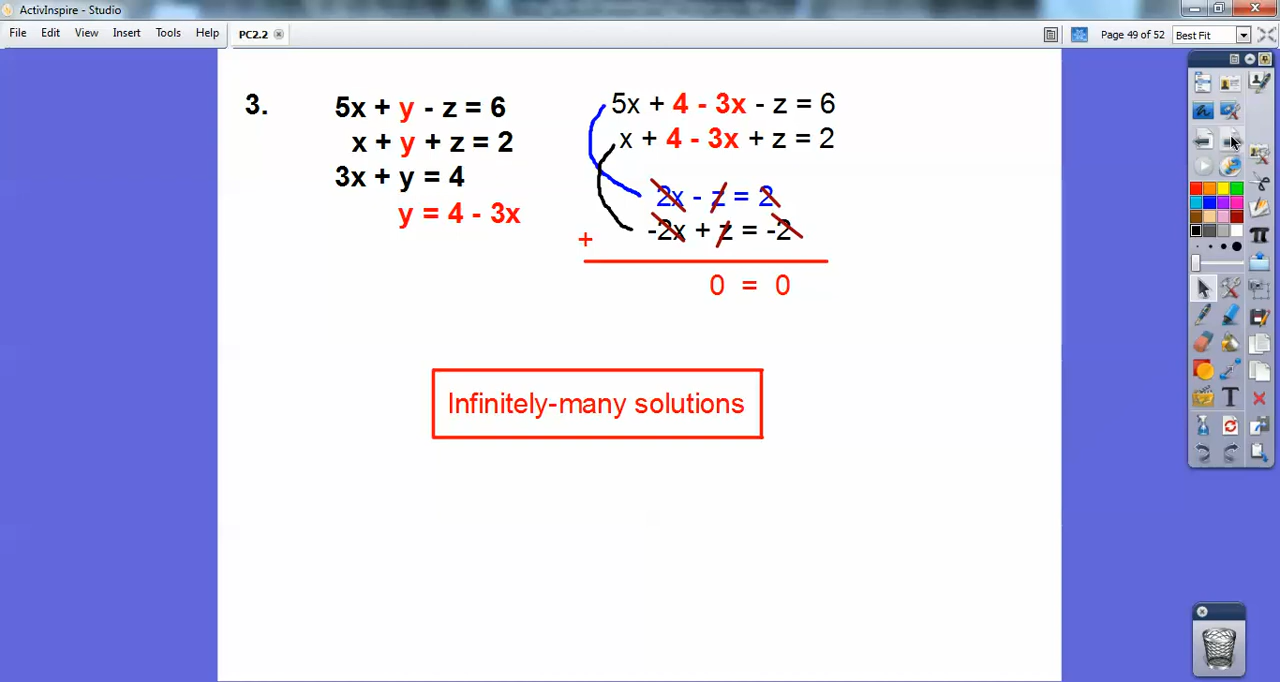 ActivInspire - Studio
File Edit View Insert Tools Help PC2.2 Page 49 of 52 Best Fit
3.
5x + y - z = 6
x + y + z = 2
3x + y = 4
y = 4 - 3x
5x + 4 - 3x - z = 6
x + 4 - 3x + z = 2
2x - z = 2
-2x + z = -2
+
0 = 0
Infinitely-many solutions